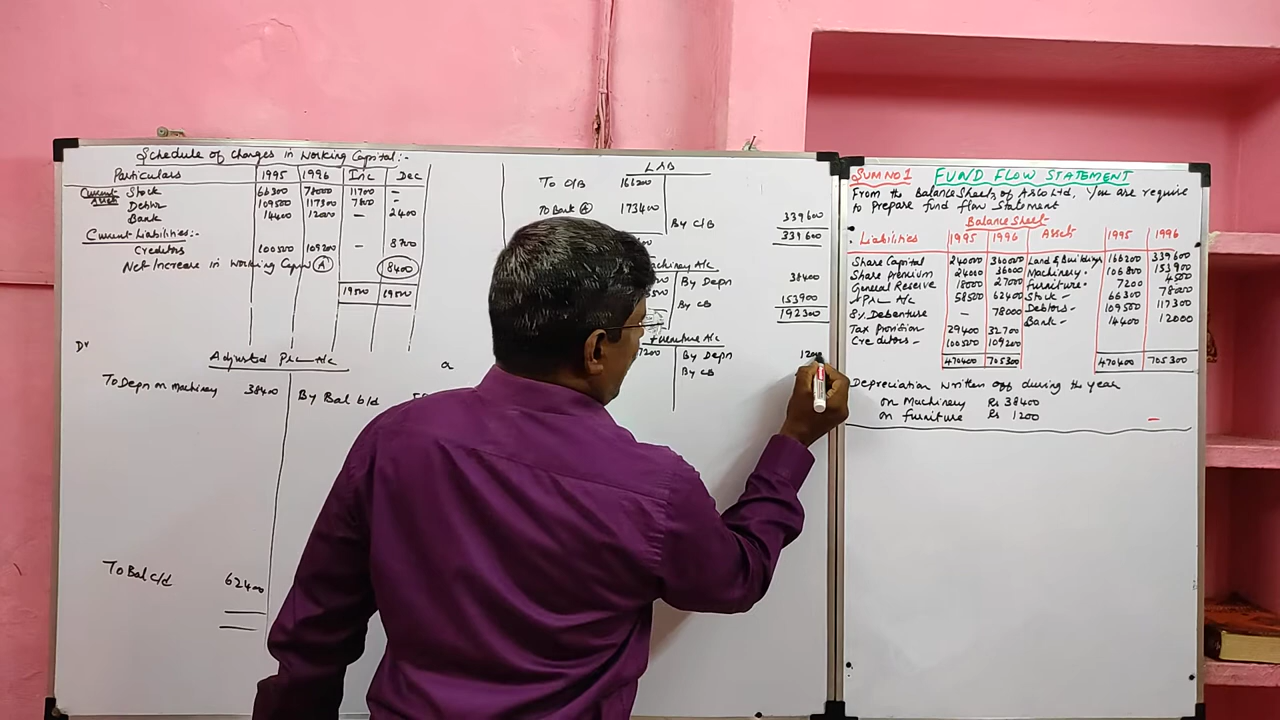 Schedule of Changes in Working Capital:-
Particulars 1995 1996 Inc Dec
Current Assets Stock 66300 78000 11700 -
Debtors 109500 117300 7800 -
Bank 14400 12000 - 2400
Current Liabilities:-
Creditors 100500 109200 - 8700
Net Increase in Working Capital (A) 8400
19500 19500
Dr Adjusted P&L A/c Cr
To Depn on machinery 38400 By Bal b/d
To Bal c/d 62400
L&B
To O/B 166200
To Bank 173400
By C/B 339600
339600
Machinery A/c
By Depn 38400
By CB 153900
192300
Furniture A/c
7200 By Depn 1200
By CB
SUM NO 1 FUND FLOW STATEMENT
From the Balance Sheets of A & Co Ltd, You are require
to prepare fund flow statement
Balance Sheet
Liabilities 1995 1996 Assets 1995 1996
Share Capital 240000 360000 Land & Buildings 166200 339600
Share premium 24000 36000 Machinery 106800 153900
General Reserve 18000 27000 Furniture 7200 4500
P&L A/c 58500 62400 Stock 66300 78000
Debenture - 78000 Debtors 109500 117300
Tax Provision 29400 32700 Bank 14400 12000
Creditors 100500 109200
470400 705300 470400 705300
Depreciation written off during the year
on Machinery Rs 38400
on furniture Rs 1200